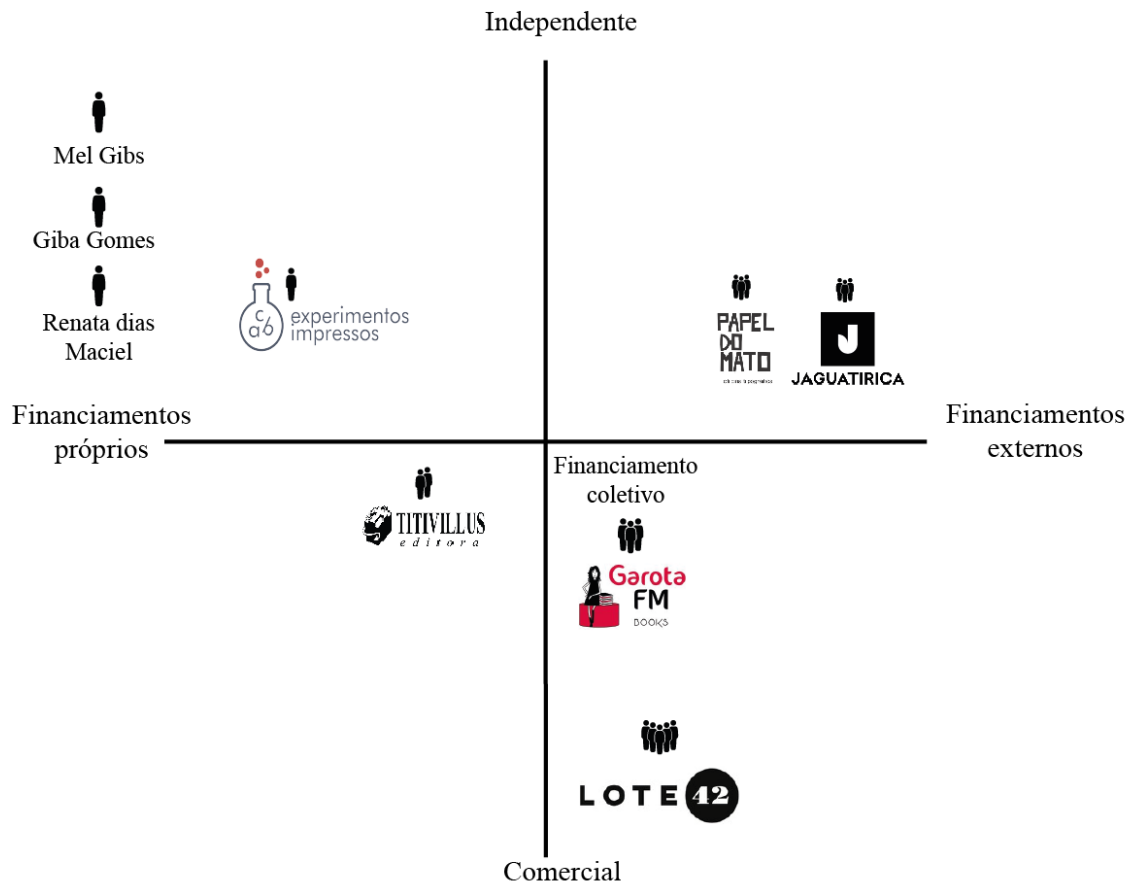 Independente
Mel Gibs
Giba Gomes
Renata dias
Maciel
ca6 experimentos
impressos
PAPEL
DO
MATO
J
JAGUATIRICA
Financiamentos
próprios
Financiamentos
externos
Financiamento
coletivo
TITIVILLUS
editora
Garota
FM
BOOKS
LOTE 42
Comercial